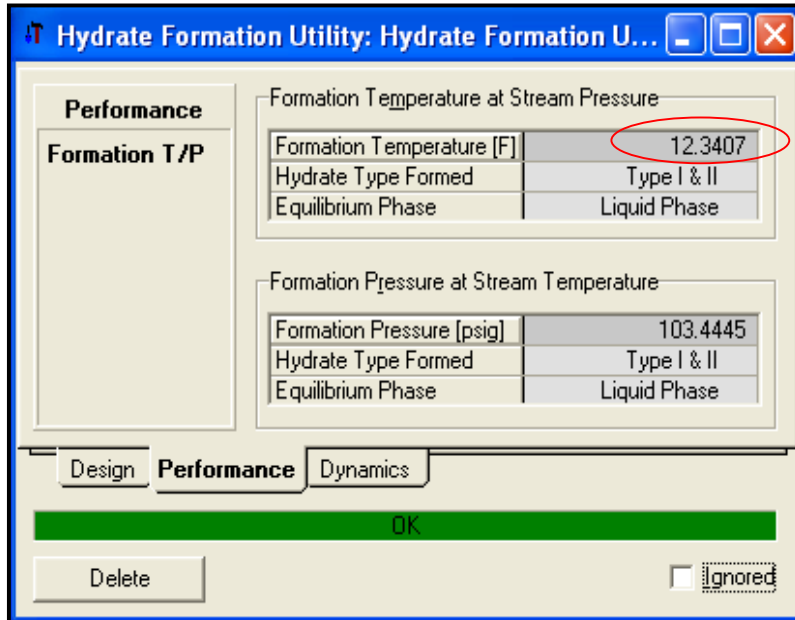 Hydrate Formation Utility: Hydrate Formation U...
Performance
Formation T/P
Formation Temperature at Stream Pressure
Formation Temperature [F] 12.3407
Hydrate Type Formed Type I & II
Equilibrium Phase Liquid Phase
Formation Pressure at Stream Temperature
Formation Pressure [psig] 103.4445
Hydrate Type Formed Type I & II
Equilibrium Phase Liquid Phase
Design Performance Dynamics
OK
Delete Ignored